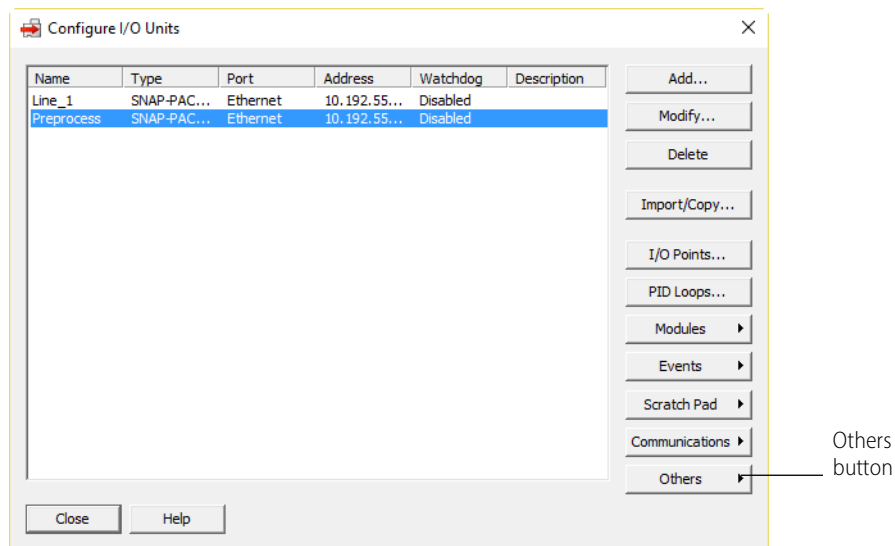 Configure I/O Units
Name Type Port Address Watchdog Description
Line_1 SNAP-PAC... Ethernet 10.192.55... Disabled
Preprocess SNAP-PAC... Ethernet 10.192.55... Disabled
Add...
Modify...
Delete
Import/Copy...
I/O Points...
PID Loops...
Modules
Events
Scratch Pad
Communications
Others
Others
button
Close Help